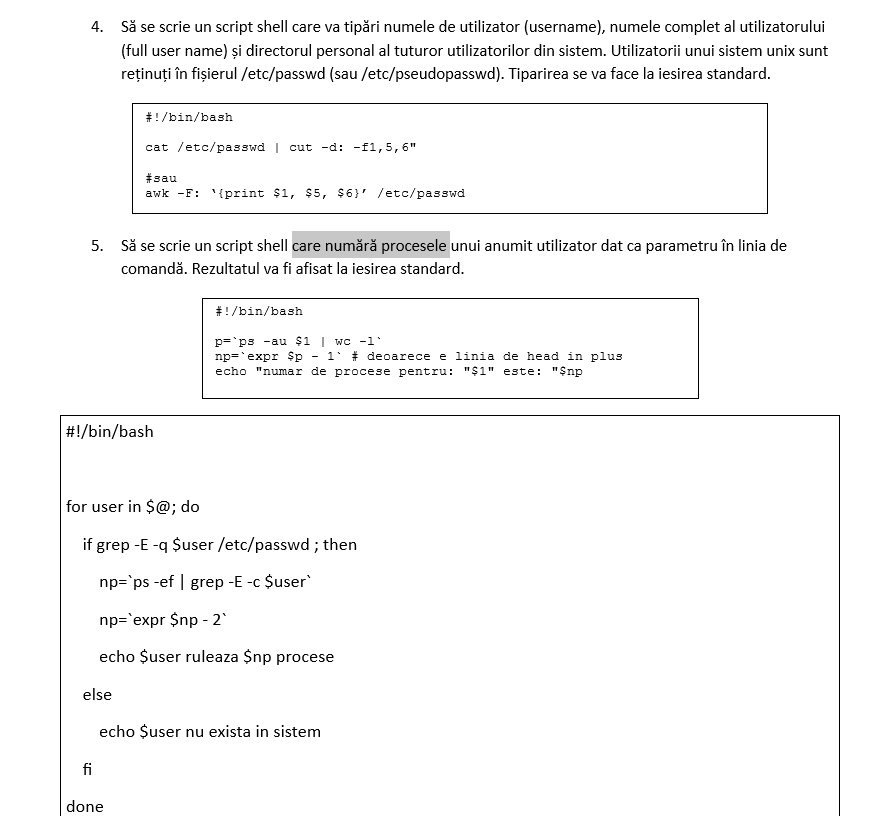 4. Să se scrie un script shell care va tipări numele de utilizator (username), numele complet al utilizatorului
(full user name) și directorul personal al tuturor utilizatorilor din sistem. Utilizatorii unui sistem unix sunt
reținuți în fișierul /etc/passwd (sau /etc/pseudopasswd). Tiparirea se va face la iesirea standard.
#!/bin/bash
cat /etc/passwd | cut -d: -f1,5,6"
#sau
awk -F: ‘{print $1, $5, $6}’ /etc/passwd
5. Să se scrie un script shell care numără procesele unui anumit utilizator dat ca parametru în linia de
comandă. Rezultatul va fi afisat la iesirea standard.
#!/bin/bash
p=`ps -au $1 | wc -l`
np=`expr $p - 1` # deoarece e linia de head in plus
echo "numar de procese pentru: "$1" este: "$np
#!/bin/bash
for user in $@; do
if grep -E -q $user /etc/passwd ; then
np=`ps -ef | grep -E -c $user`
np=`expr $np - 2`
echo $user ruleaza $np procese
else
echo $user nu exista in sistem
fi
done